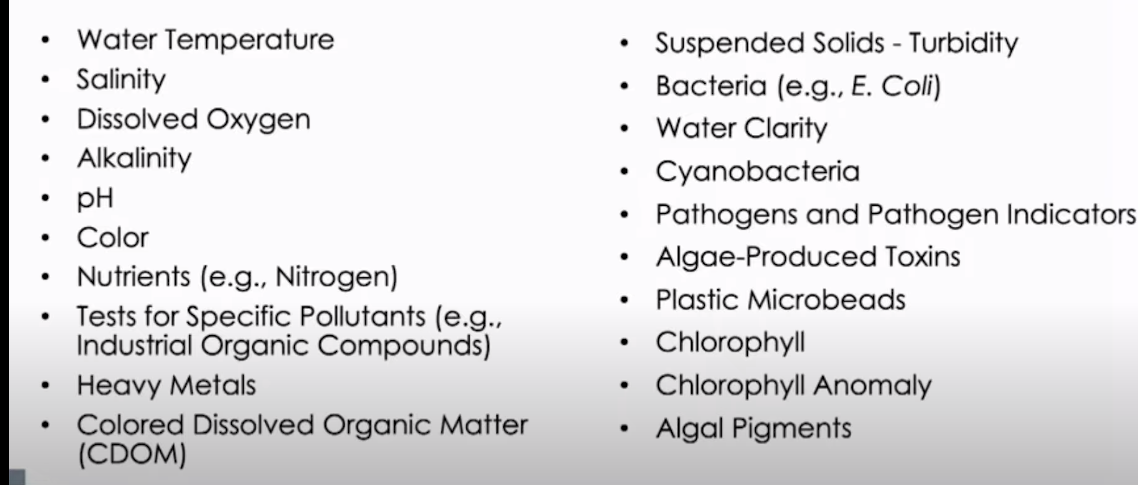 • Water Temperature
• Salinity
• Dissolved Oxygen
• Alkalinity
• pH
• Color
• Nutrients (e.g., Nitrogen)
• Tests for Specific Pollutants (e.g.,
Industrial Organic Compounds)
• Heavy Metals
• Colored Dissolved Organic Matter
(CDOM)
• Suspended Solids - Turbidity
• Bacteria (e.g., E. Coli)
• Water Clarity
• Cyanobacteria
• Pathogens and Pathogen Indicators
• Algae-Produced Toxins
• Plastic Microbeads
• Chlorophyll
• Chlorophyll Anomaly
• Algal Pigments